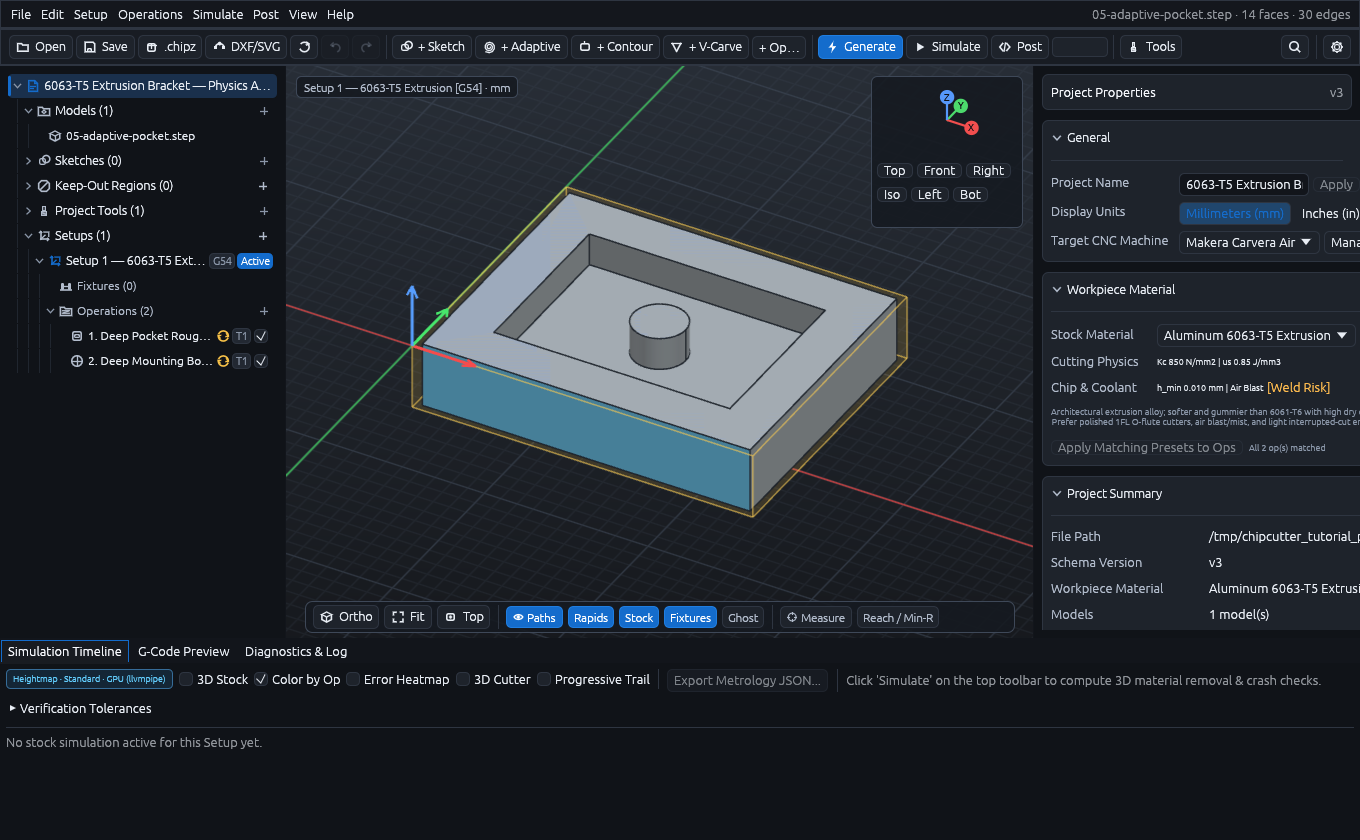 File Edit Setup Operations Simulate Post View Help
05-adaptive-pocket.step · 14 faces · 30 edges
Open Save .chipz DXF/SVG + Sketch + Adaptive + Contour + V-Carve + Op... Generate Simulate Post Tools
6063-T5 Extrusion Bracket — Physics A...
Models (1) +
05-adaptive-pocket.step
Sketches (0) +
Keep-Out Regions (0) +
Project Tools (1) +
Setups (1) +
Setup 1 — 6063-T5 Ext... G54 Active
Fixtures (0)
Operations (2) +
1. Deep Pocket Roug... T1
2. Deep Mounting Bo... T1
Setup 1 — 6063-T5 Extrusion [G54] · mm
Z
Y
X
Top Front Right
Iso Left Bot
Ortho Fit Top Paths Rapids Stock Fixtures Ghost Measure Reach / Min-R
Project Properties v3
General
Project Name 6063-T5 Extrusion B Apply
Display Units Millimeters (mm) Inches (in)
Target CNC Machine Makera Carvera Air Mana
Workpiece Material
Stock Material Aluminum 6063-T5 Extrusion
Cutting Physics Kc 850 N/mm2 | us 0.85 J/mm3
Chip & Coolant h_min 0.010 mm | Air Blast [Weld Risk]
Architectural extrusion alloy; softer and gummier than 6061-T6 with high dry
Prefer polished 1FL O-flute cutters, air blast/mist, and light interrupted-cut e
Apply Matching Presets to Ops All 2 op(s) matched
Project Summary
File Path /tmp/chipcutter_tutorial_p
Schema Version v3
Workpiece Material Aluminum 6063-T5 Extrusi
Models 1 model(s)
Simulation Timeline G-Code Preview Diagnostics & Log
Heightmap · Standard · GPU (llvmpipe) 3D Stock Color by Op Error Heatmap 3D Cutter Progressive Trail Export Metrology JSON... Click 'Simulate' on the top toolbar to compute 3D material removal & crash checks.
Verification Tolerances
No stock simulation active for this Setup yet.